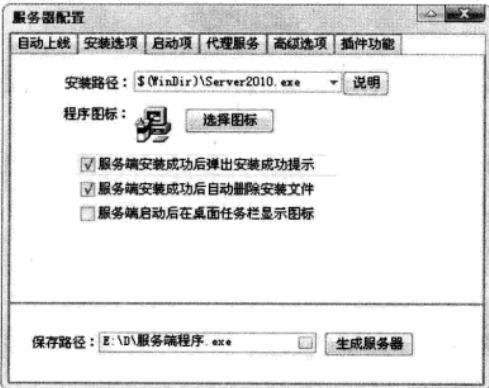 服务器配置
自动上线 安装选项 启动项 代理服务 高级选项 插件功能
安装路径： $(WinDir)\Server2010.exe 说明
程序图标： 选择图标
服务端安装成功后弹出安装成功提示
服务端安装成功后自动删除安装文件
服务端启动后在桌面任务栏显示图标
保存路径： E:\D\服务端程序.exe 生成服务器